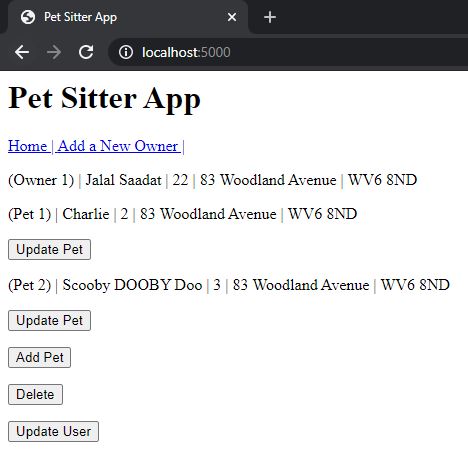 Pet Sitter App
localhost:5000
Pet Sitter App
Home | Add a New Owner |
(Owner 1) | Jalal Saadat | 22 | 83 Woodland Avenue | WV6 8ND
(Pet 1) | Charlie | 2 | 83 Woodland Avenue | WV6 8ND
Update Pet
(Pet 2) | Scooby DOOBY Doo | 3 | 83 Woodland Avenue | WV6 8ND
Update Pet
Add Pet
Delete
Update User